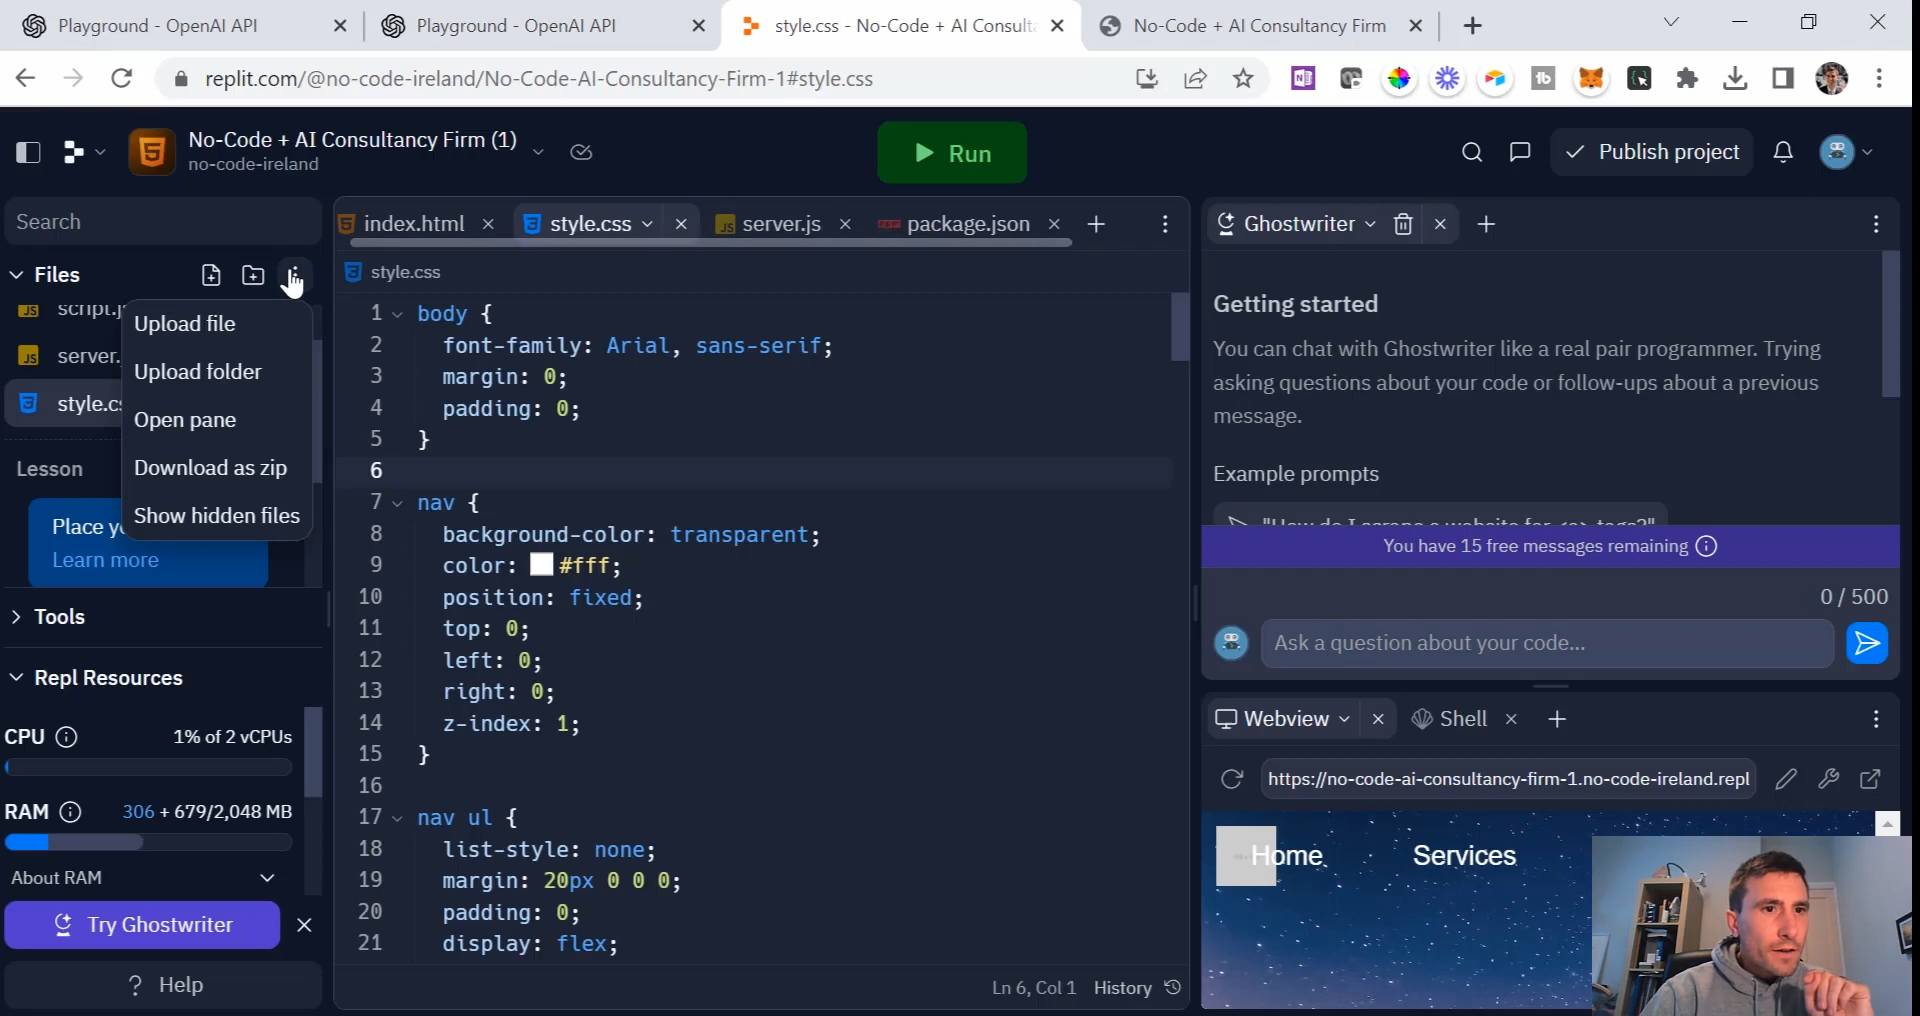 Playground - OpenAI API
Playground - OpenAI API
style.css - No-Code + AI Consulta
No-Code + AI Consultancy Firm
replit.com/@no-code-ireland/No-Code-AI-Consultancy-Firm-1#style.css
No-Code + AI Consultancy Firm (1)
no-code-ireland
Run
Publish project
Search
Files
script.j
server.
style.cs
Upload file
Upload folder
Open pane
Download as zip
Show hidden files
Lesson
Place yo
Learn more
Tools
Repl Resources
CPU
1% of 2 vCPUs
RAM
306 + 679/2,048 MB
About RAM
Try Ghostwriter
? Help
index.html
style.css
server.js
package.json
style.css
1 body {
2 font-family: Arial, sans-serif;
3 margin: 0;
4 padding: 0;
5 }
6
7 nav {
8 background-color: transparent;
9 color: #fff;
10 position: fixed;
11 top: 0;
12 left: 0;
13 right: 0;
14 z-index: 1;
15 }
16
17 nav ul {
18 list-style: none;
19 margin: 20px 0 0 0;
20 padding: 0;
21 display: flex;
Ln 6, Col 1 History
Ghostwriter
Getting started
You can chat with Ghostwriter like a real pair programmer. Trying
asking questions about your code or follow-ups about a previous
message.
Example prompts
"How do I scrape a website for <a> tags?"
You have 15 free messages remaining
0 / 500
Ask a question about your code...
Webview
Shell
https://no-code-ai-consultancy-firm-1.no-code-ireland.repl
Home
Services